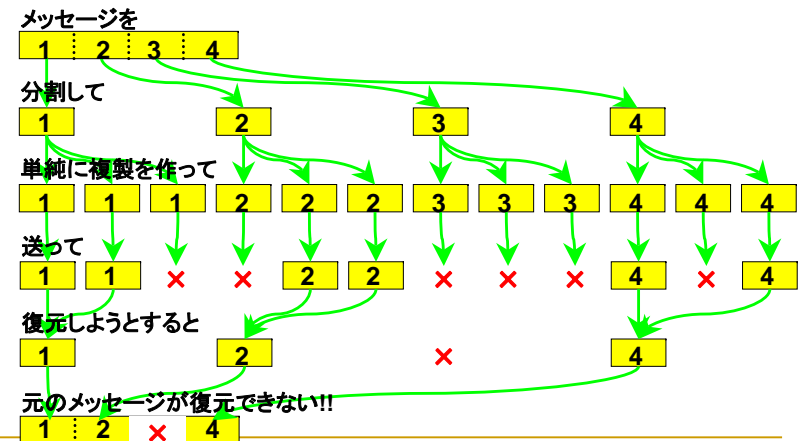 メッセージを
1 2 3 4
分割して
1 2 3 4
単純に複製を作って
1 1 1 2 2 2 3 3 3 4 4 4
送って
1 1 × × 2 2 × × × 4 × 4
復元しようとすると
1 2 × 4
元のメッセージが復元できない!!
1 2 × 4